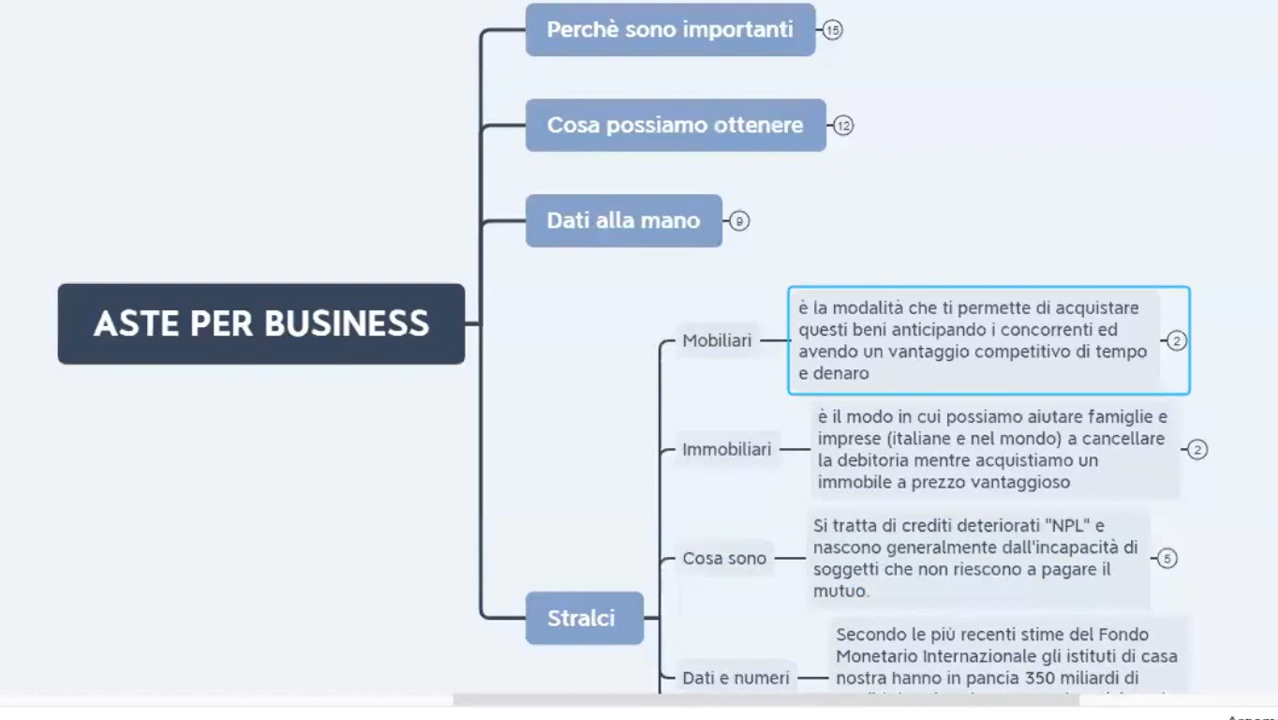 Perchè sono importanti
15
Cosa possiamo ottenere
12
Dati alla mano
9
ASTE PER BUSINESS
Mobiliari
è la modalità che ti permette di acquistare
questi beni anticipando i concorrenti ed
avendo un vantaggio competitivo di tempo
e denaro
2
Immobiliari
è il modo in cui possiamo aiutare famiglie e
imprese (italiane e nel mondo) a cancellare
la debitoria mentre acquistiamo un
immobile a prezzo vantaggioso
2
Cosa sono
Si tratta di crediti deteriorati "NPL" e
nascono generalmente dall'incapacità di
soggetti che non riescono a pagare il
mutuo.
5
Stralci
Dati e numeri
Secondo le più recenti stime del Fondo
Monetario Internazionale gli istituti di casa
nostra hanno in pancia 350 miliardi di